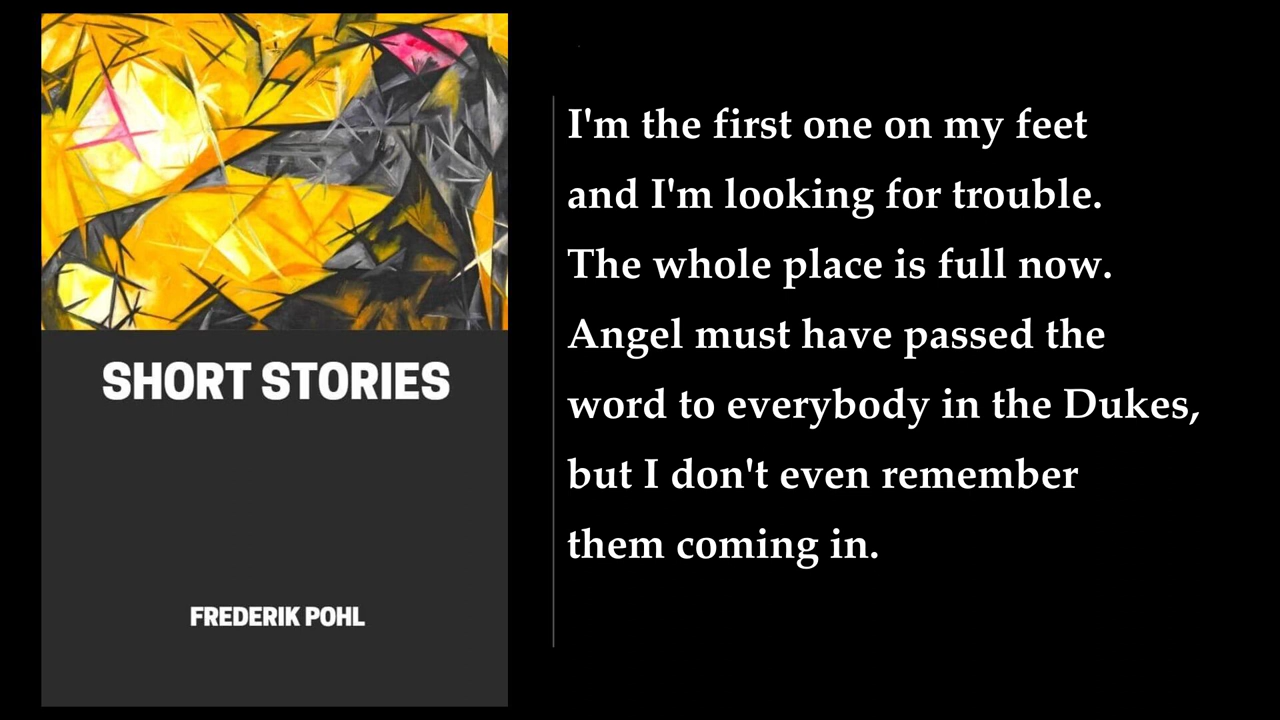 SHORT STORIES
FREDERIK POHL
I'm the first one on my feet
and I'm looking for trouble.
The whole place is full now.
Angel must have passed the
word to everybody in the Dukes,
but I don't even remember
them coming in.